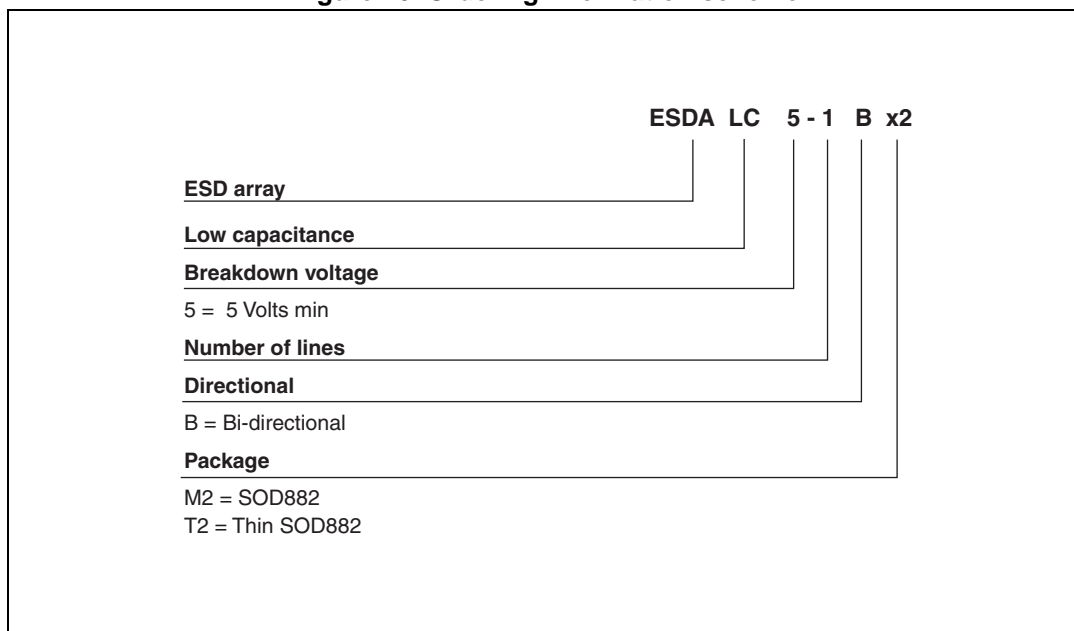 ESDA LC 5 - 1 B x2
ESD array
Low capacitance
Breakdown voltage
5 = 5 Volts min
Number of lines
Directional
B = Bi-directional
Package
M2 = SOD882
T2 = Thin SOD882